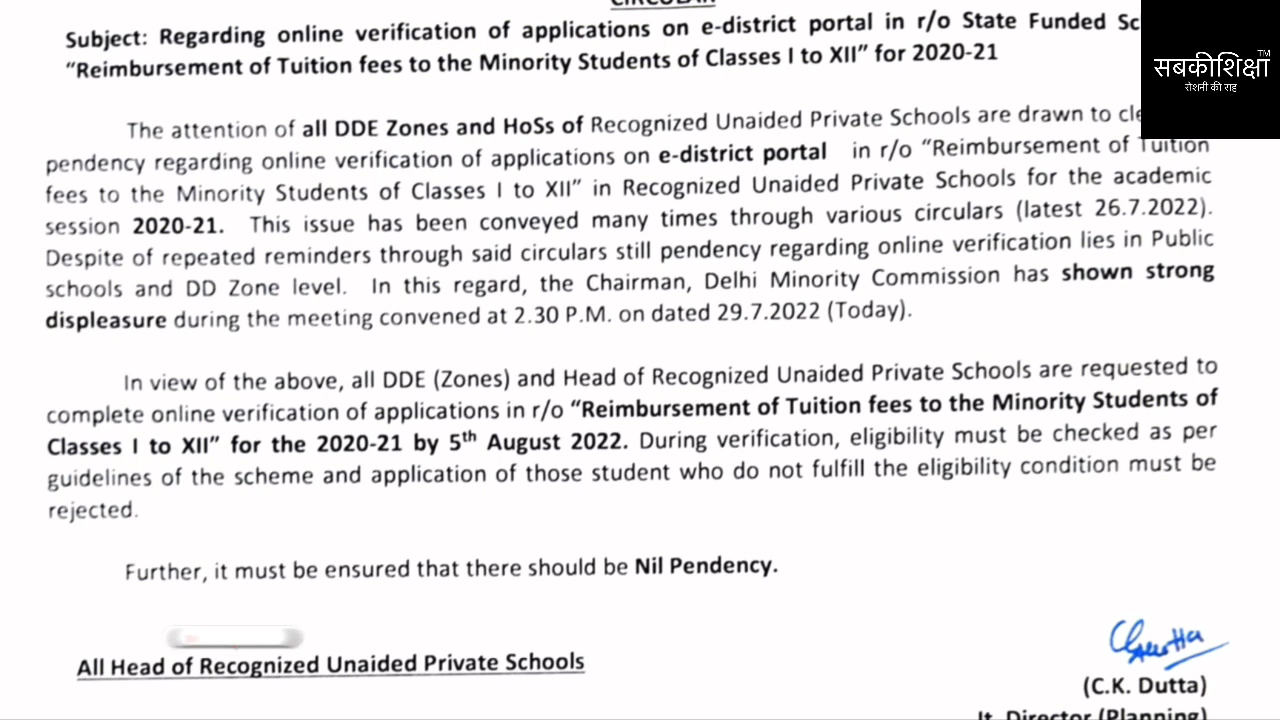 CIRCULAR
Subject: Regarding online verification of applications on e-district portal in r/o State Funded
“Reimbursement of Tuition fees to the Minority Students of Classes I to XII” for 2020-21
सबकीशिक्षा™
रोशनी की राह
The attention of all DDE Zones and HoSs of Recognized Unaided Private Schools are drawn to
pendency regarding online verification of applications on e-district portal in r/o “Reimbursement of Tuition
fees to the Minority Students of Classes I to XII” in Recognized Unaided Private Schools for the academic
session 2020-21. This issue has been conveyed many times through various circulars (latest 26.7.2022).
Despite of repeated reminders through said circulars still pendency regarding online verification lies in Public
schools and DD Zone level. In this regard, the Chairman, Delhi Minority Commission has shown strong
displeasure during the meeting convened at 2.30 P.M. on dated 29.7.2022 (Today).
In view of the above, all DDE (Zones) and Head of Recognized Unaided Private Schools are requested to
complete online verification of applications in r/o “Reimbursement of Tuition fees to the Minority Students of
Classes I to XII” for the 2020-21 by 5th August 2022. During verification, eligibility must be checked as per
guidelines of the scheme and application of those student who do not fulfill the eligibility condition must be
rejected.
Further, it must be ensured that there should be Nil Pendency.
All Head of Recognized Unaided Private Schools
(C.K. Dutta)
Jt. Director (Planning)